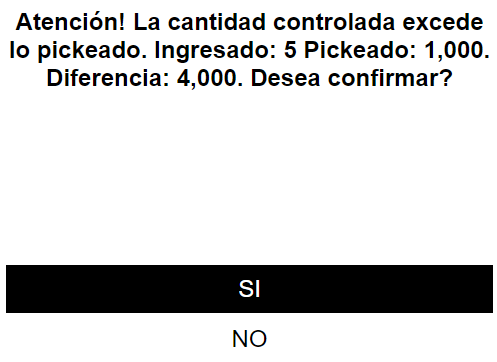 Atención! La cantidad controlada excede
lo pickeado. Ingresado: 5 Pickeado: 1,000.
Diferencia: 4,000. Desea confirmar?
SI
NO